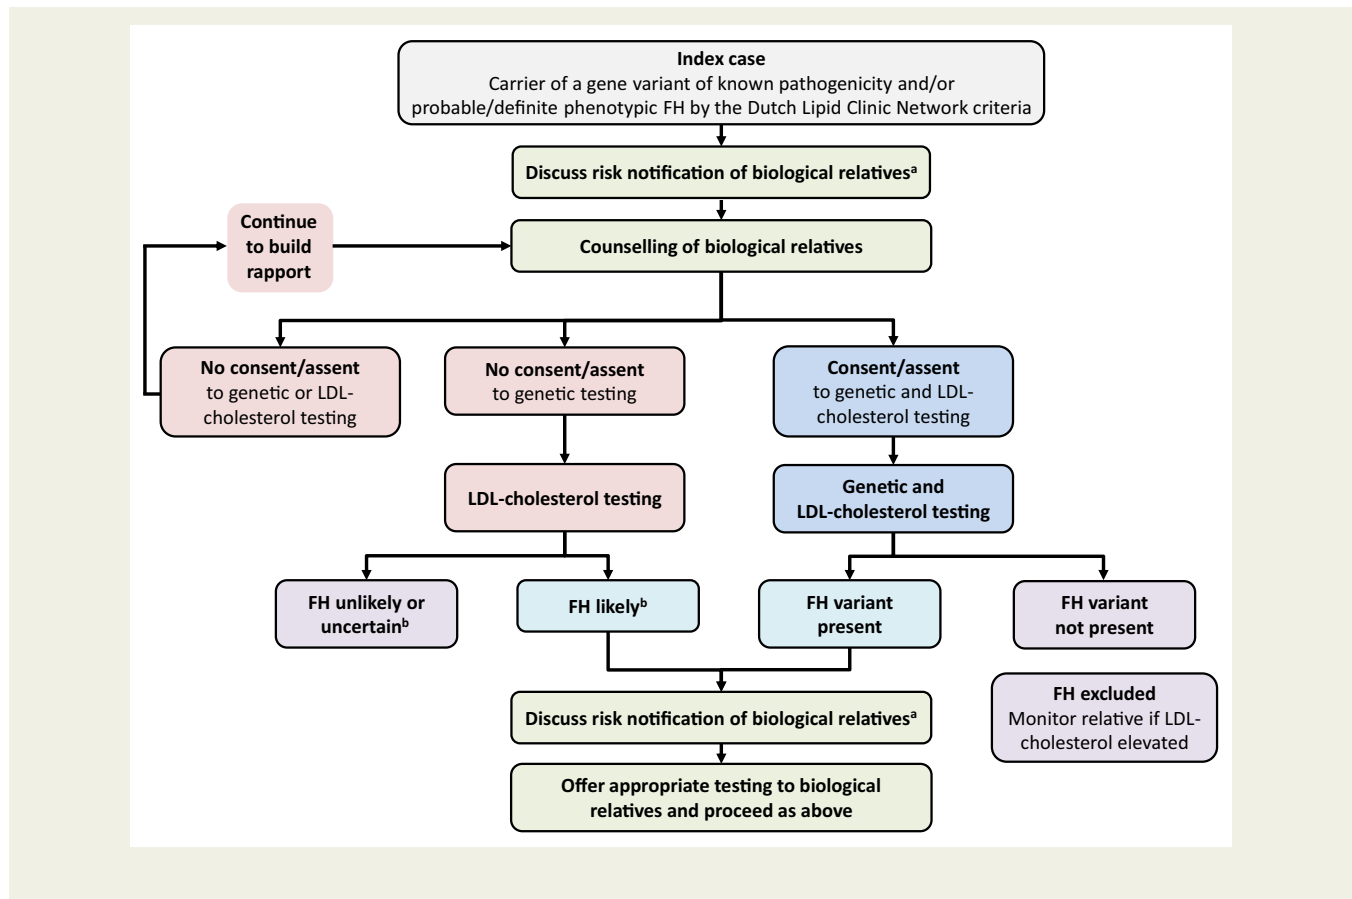 Index case
Carrier of a gene variant of known pathogenicity and/or
probable/definite phenotypic FH by the Dutch Lipid Clinic Network criteria
Discuss risk notification of biological relativesᵃ
Continue
to build
rapport
Counselling of biological relatives
No consent/assent
to genetic or LDL-
cholesterol testing
No consent/assent
to genetic testing
Consent/assent
to genetic and LDL-
cholesterol testing
LDL-cholesterol testing
Genetic and
LDL-cholesterol testing
FH unlikely or
uncertainᵇ
FH likelyᵇ
FH variant
present
FH variant
not present
FH excluded
Monitor relative if LDL-
cholesterol elevated
Discuss risk notification of biological relativesᵃ
Offer appropriate testing to biological
relatives and proceed as above